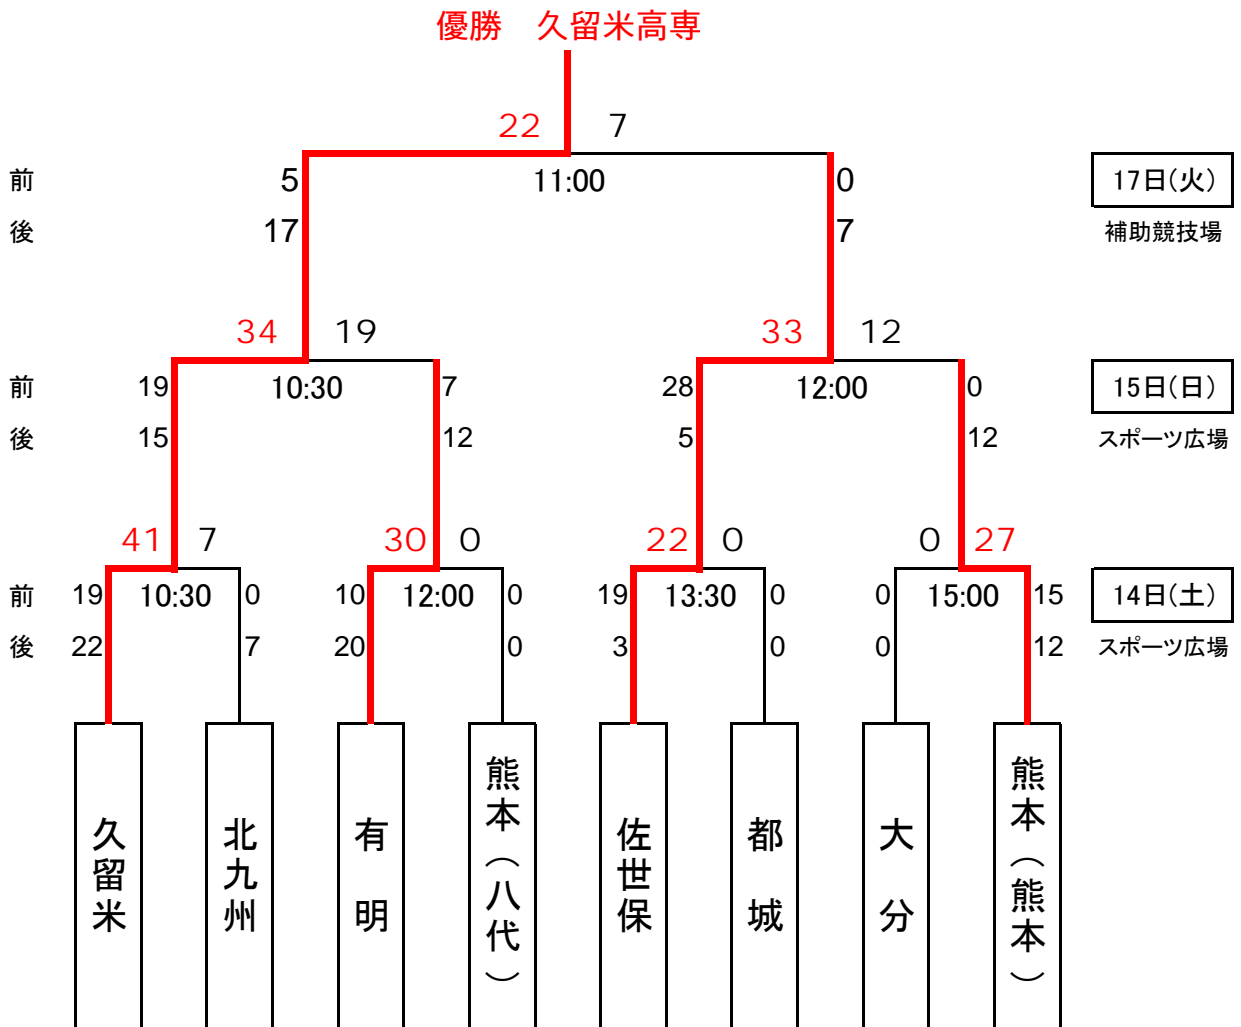 優勝　久留米高専
22 7
前 5 11:00 0 17日(火)
後 17 7 補助競技場
34 19 33 12
前 19 10:30 7 28 12:00 0 15日(日)
後 15 12 5 12 スポーツ広場
41 7 30 0 22 0 0 27
前 19 10:30 0 10 12:00 0 19 13:30 0 0 15:00 15 14日(土)
後 22 7 20 0 3 0 0 12 スポーツ広場
久留米
北九州
有明
熊本(八代)
佐世保
都城
大分
熊本(熊本)